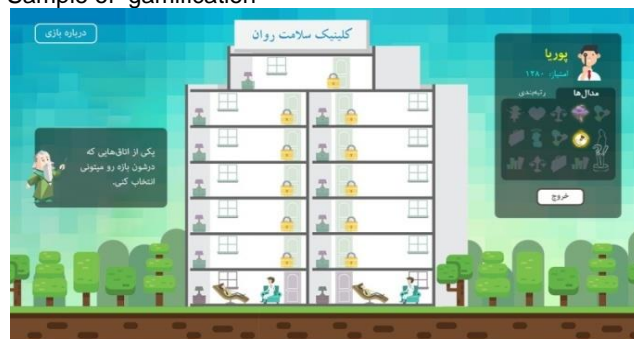 Sample of gamification
درباره بازی
کلینیک سلامت روان
پوریا
امتیاز: ۱۲۸۰
مدال‌ها
رتبه‌بندی
یکی از اتاق‌هایی که
درشون بازه رو میتونی
انتخاب کنی.
خروج